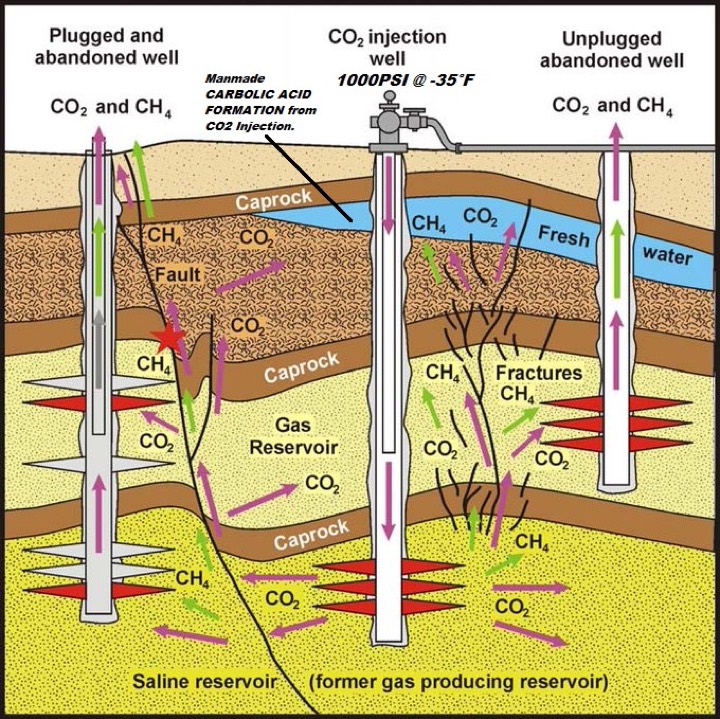 Plugged and
abandoned well
CO₂ injection
well
1000PSI @ -35°F
Unplugged
abandoned well
Manmade
CARBOLIC ACID
FORMATION from
CO2 Injection.
CO₂ and CH₄
CO₂ and CH₄
Caprock
CH₄
CO₂
CH₄
CO₂
Fresh
water
Fault
CO₂
CH₄
Caprock
CH₄
Fractures
CH₄
CO₂
Gas
Reservoir
CO₂
CO₂
CO₂
Caprock
CH₄
CH₄
CO₂
CO₂
Saline reservoir (former gas producing reservoir)